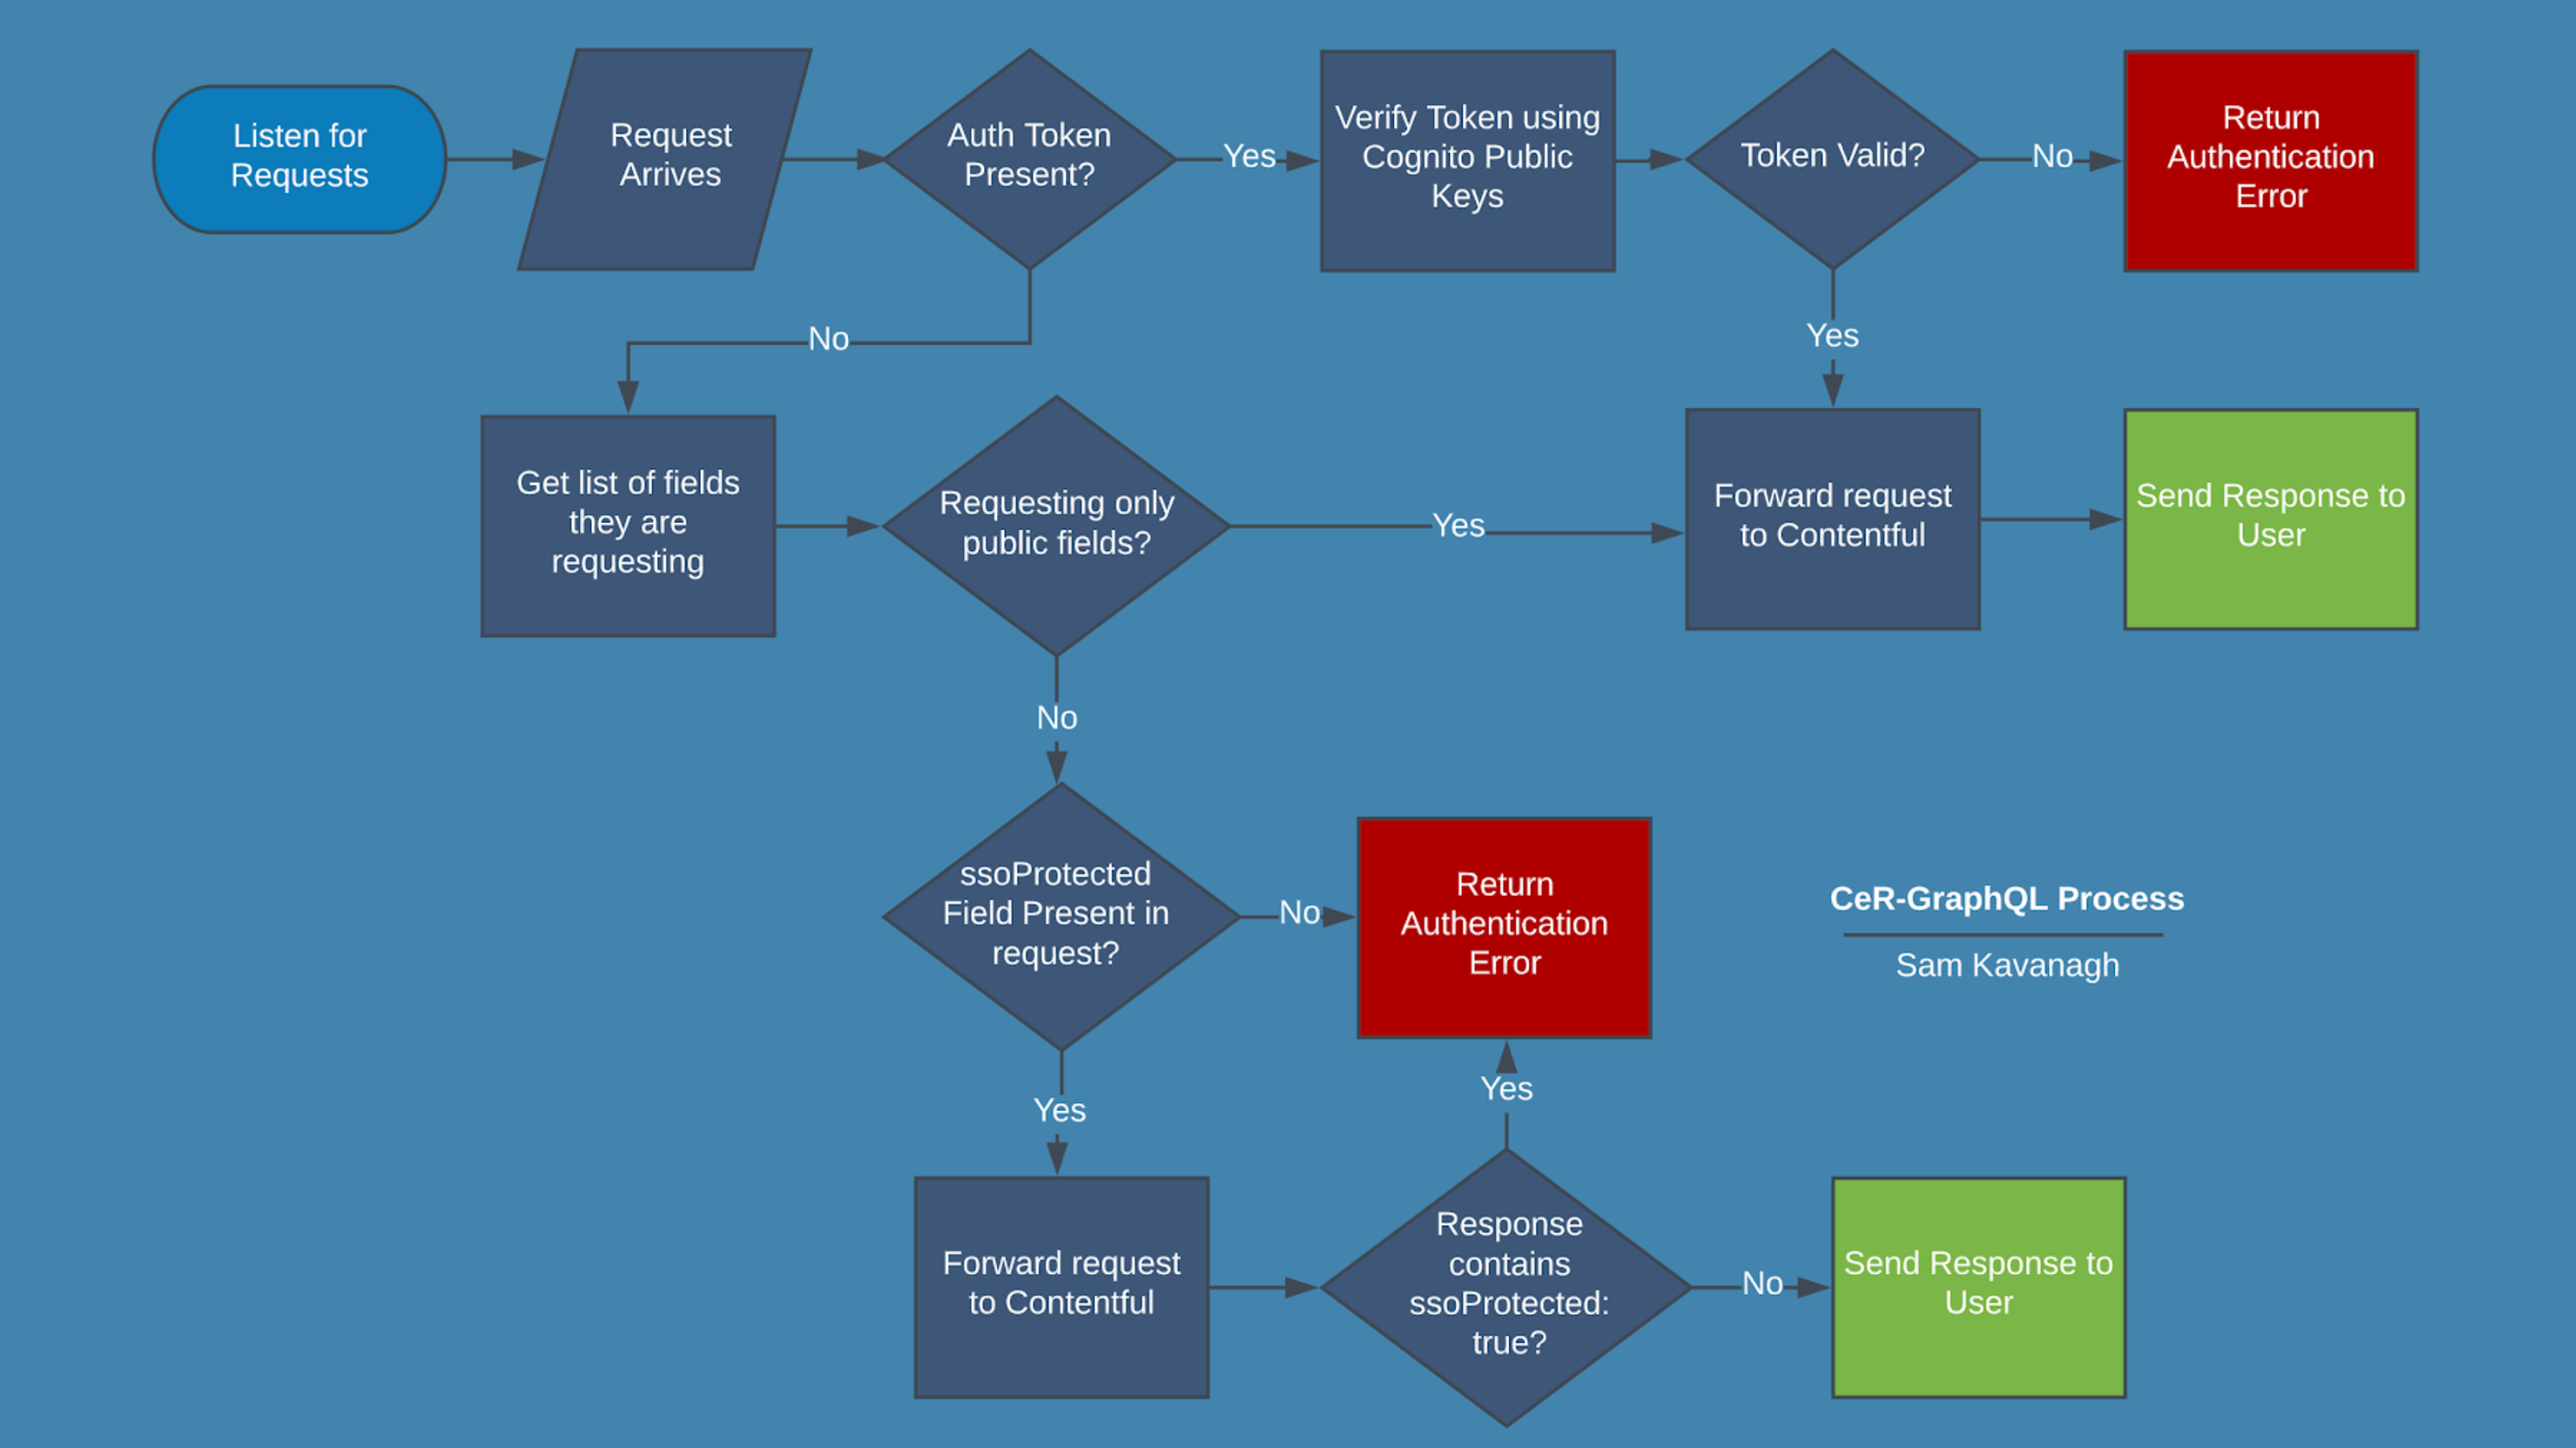 Listen for
Requests
Request
Arrives
Auth Token
Present?
Yes
Verify Token using
Cognito Public
Keys
Token Valid?
No
Return
Authentication
Error
No
Yes
Get list of fields
they are
requesting
Requesting only
public fields?
Yes
Forward request
to Contentful
Send Response to
User
No
ssoProtected
Field Present in
request?
No
Return
Authentication
Error
CeR-GraphQL Process
Sam Kavanagh
Yes
Yes
Forward request
to Contentful
Response
contains
ssoProtected:
true?
No
Send Response to
User